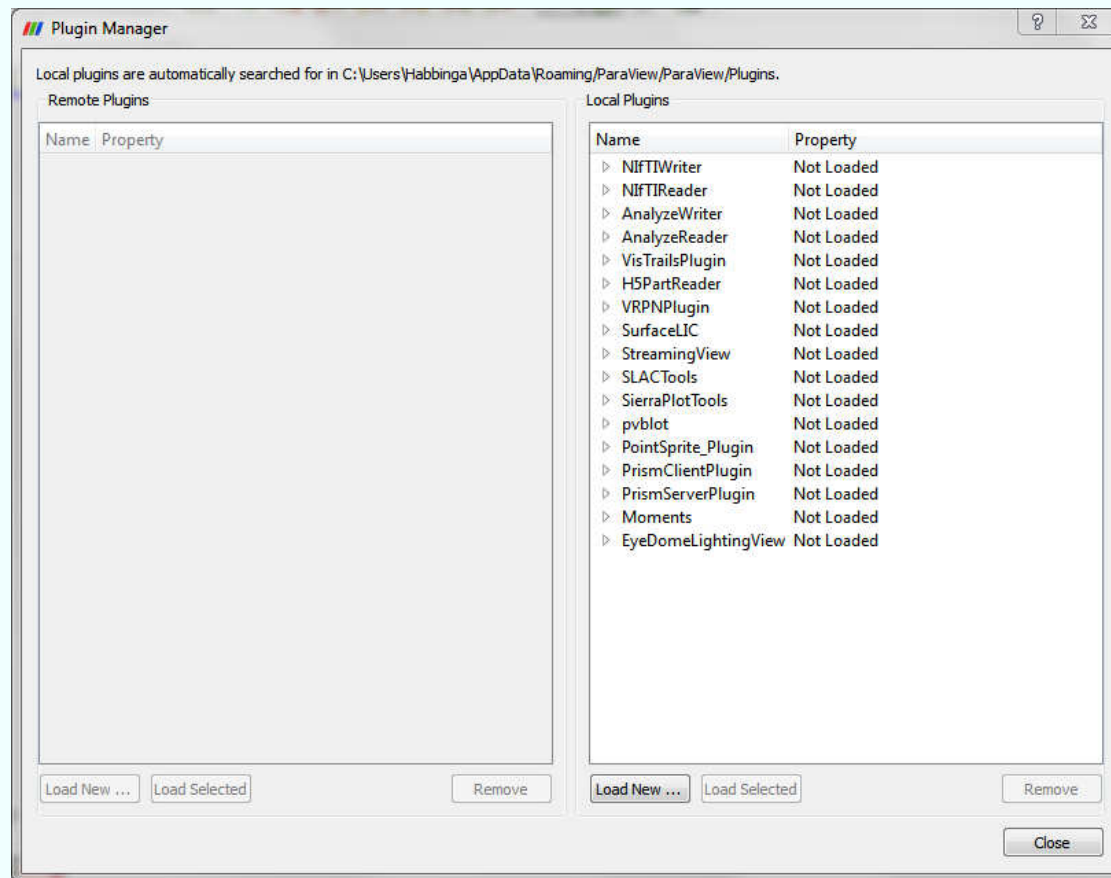 Plugin Manager
Local plugins are automatically searched for in C:\Users\Habbinga\AppData\Roaming/ParaView/ParaView/Plugins.
Remote Plugins
Name Property
Load New ... Load Selected Remove
Local Plugins
Name Property
NIfTIWriter Not Loaded
NIfTIReader Not Loaded
AnalyzeWriter Not Loaded
AnalyzeReader Not Loaded
VisTrailsPlugin Not Loaded
H5PartReader Not Loaded
VRPNPlugin Not Loaded
SurfaceLIC Not Loaded
StreamingView Not Loaded
SLACTools Not Loaded
SierraPlotTools Not Loaded
pvblot Not Loaded
PointSprite_Plugin Not Loaded
PrismClientPlugin Not Loaded
PrismServerPlugin Not Loaded
Moments Not Loaded
EyeDomeLightingView Not Loaded
Load New ... Load Selected Remove
Close